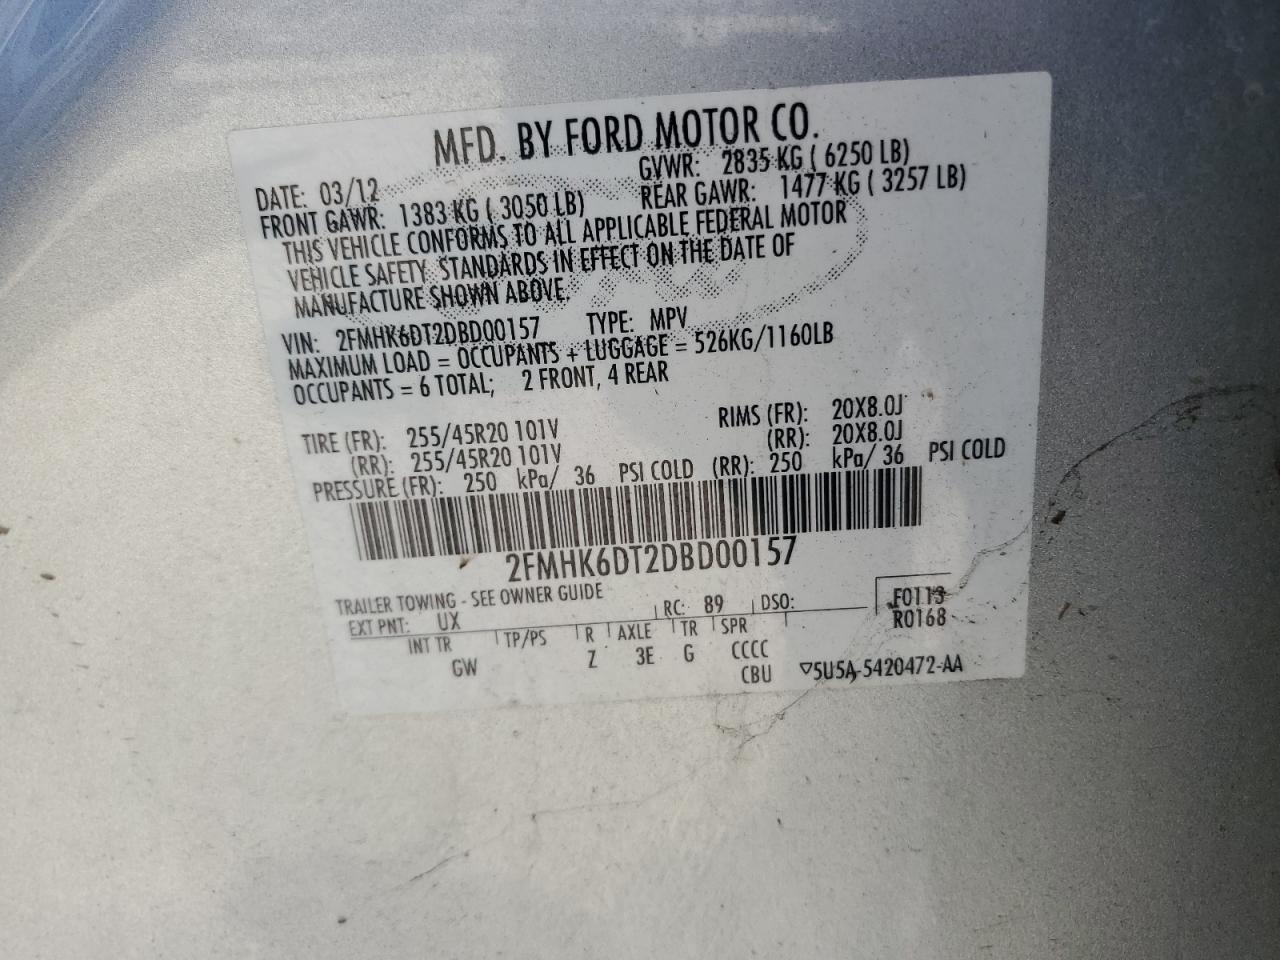 MFD. BY FORD MOTOR CO.
DATE: 03/12 GVWR: 2835 KG ( 6250 LB)
FRONT GAWR: 1383 KG ( 3050 LB) REAR GAWR: 1477 KG ( 3257 LB)
THIS VEHICLE CONFORMS TO ALL APPLICABLE FEDERAL MOTOR
VEHICLE SAFETY STANDARDS IN EFFECT ON THE DATE OF
MANUFACTURE SHOWN ABOVE.
VIN: 2FMHK6DT2DBD00157 TYPE: MPV
MAXIMUM LOAD = OCCUPANTS + LUGGAGE = 526KG/1160LB
OCCUPANTS = 6 TOTAL; 2 FRONT, 4 REAR
TIRE (FR): 255/45R20 101V RIMS (FR): 20X8.0J
(RR): 255/45R20 101V (RR): 20X8.0J
PRESSURE (FR): 250 kPa/ 36 PSI COLD (RR): 250 kPa/ 36 PSI COLD
2FMHK6DT2DBD00157
TRAILER TOWING - SEE OWNER GUIDE
EXT PNT: UX RC: 89 DSO: F0113
R0168
INT TR TP/PS R AXLE TR SPR
GW Z 3E G CCCC
CBU ▽5U5A-5420472-AA